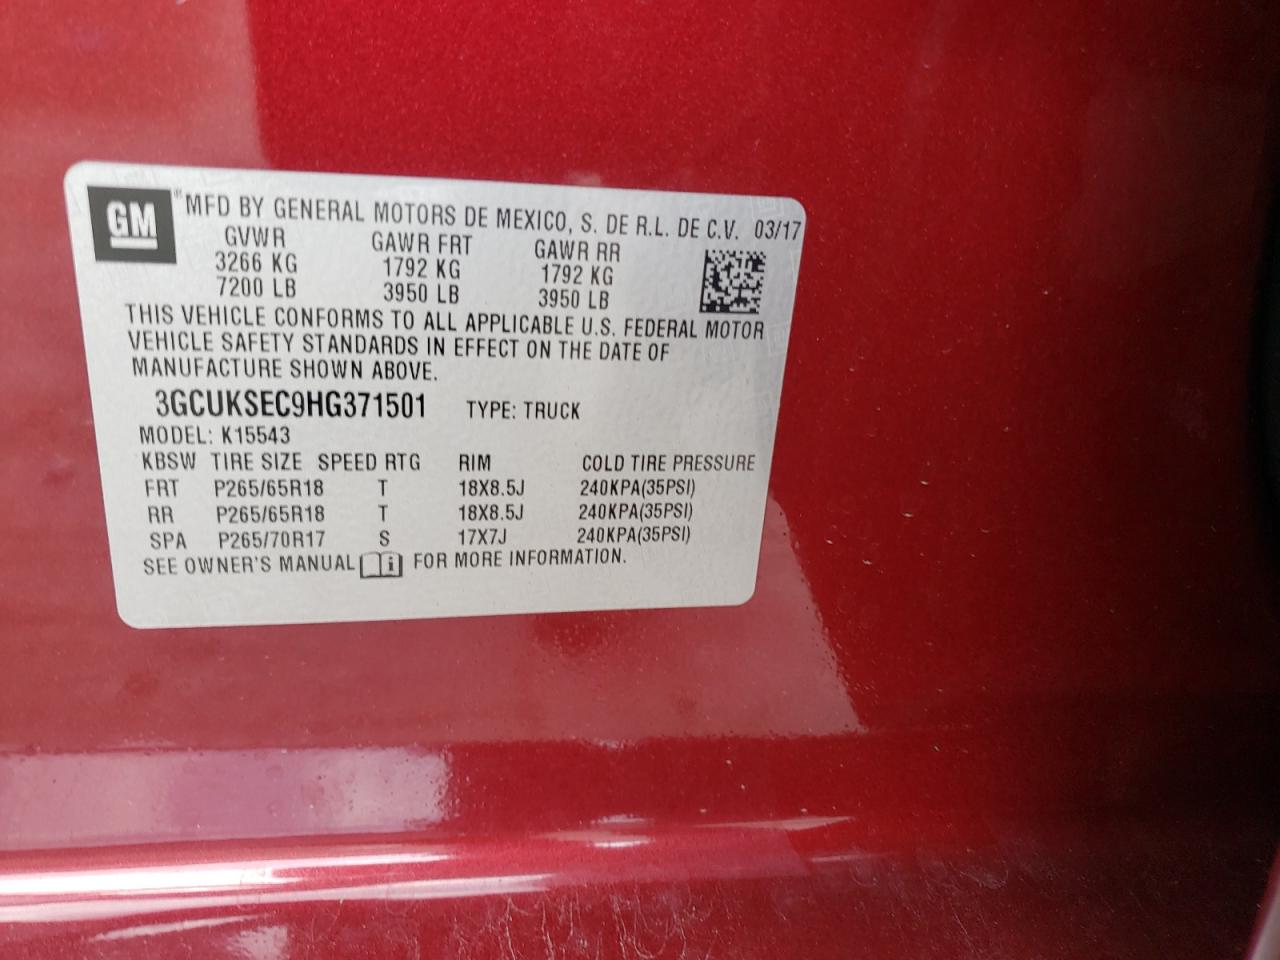 GM
® MFD BY GENERAL MOTORS DE MEXICO, S. DE R.L. DE C.V. 03/17
GVWR GAWR FRT GAWR RR
3266 KG 1792 KG 1792 KG
7200 LB 3950 LB 3950 LB
THIS VEHICLE CONFORMS TO ALL APPLICABLE U.S. FEDERAL MOTOR
VEHICLE SAFETY STANDARDS IN EFFECT ON THE DATE OF
MANUFACTURE SHOWN ABOVE.
3GCUKSEC9HG371501 TYPE: TRUCK
MODEL: K15543
KBSW TIRE SIZE SPEED RTG RIM COLD TIRE PRESSURE
FRT P265/65R18 T 18X8.5J 240KPA(35PSI)
RR P265/65R18 T 18X8.5J 240KPA(35PSI)
SPA P265/70R17 S 17X7J 240KPA(35PSI)
SEE OWNER'S MANUAL i FOR MORE INFORMATION.